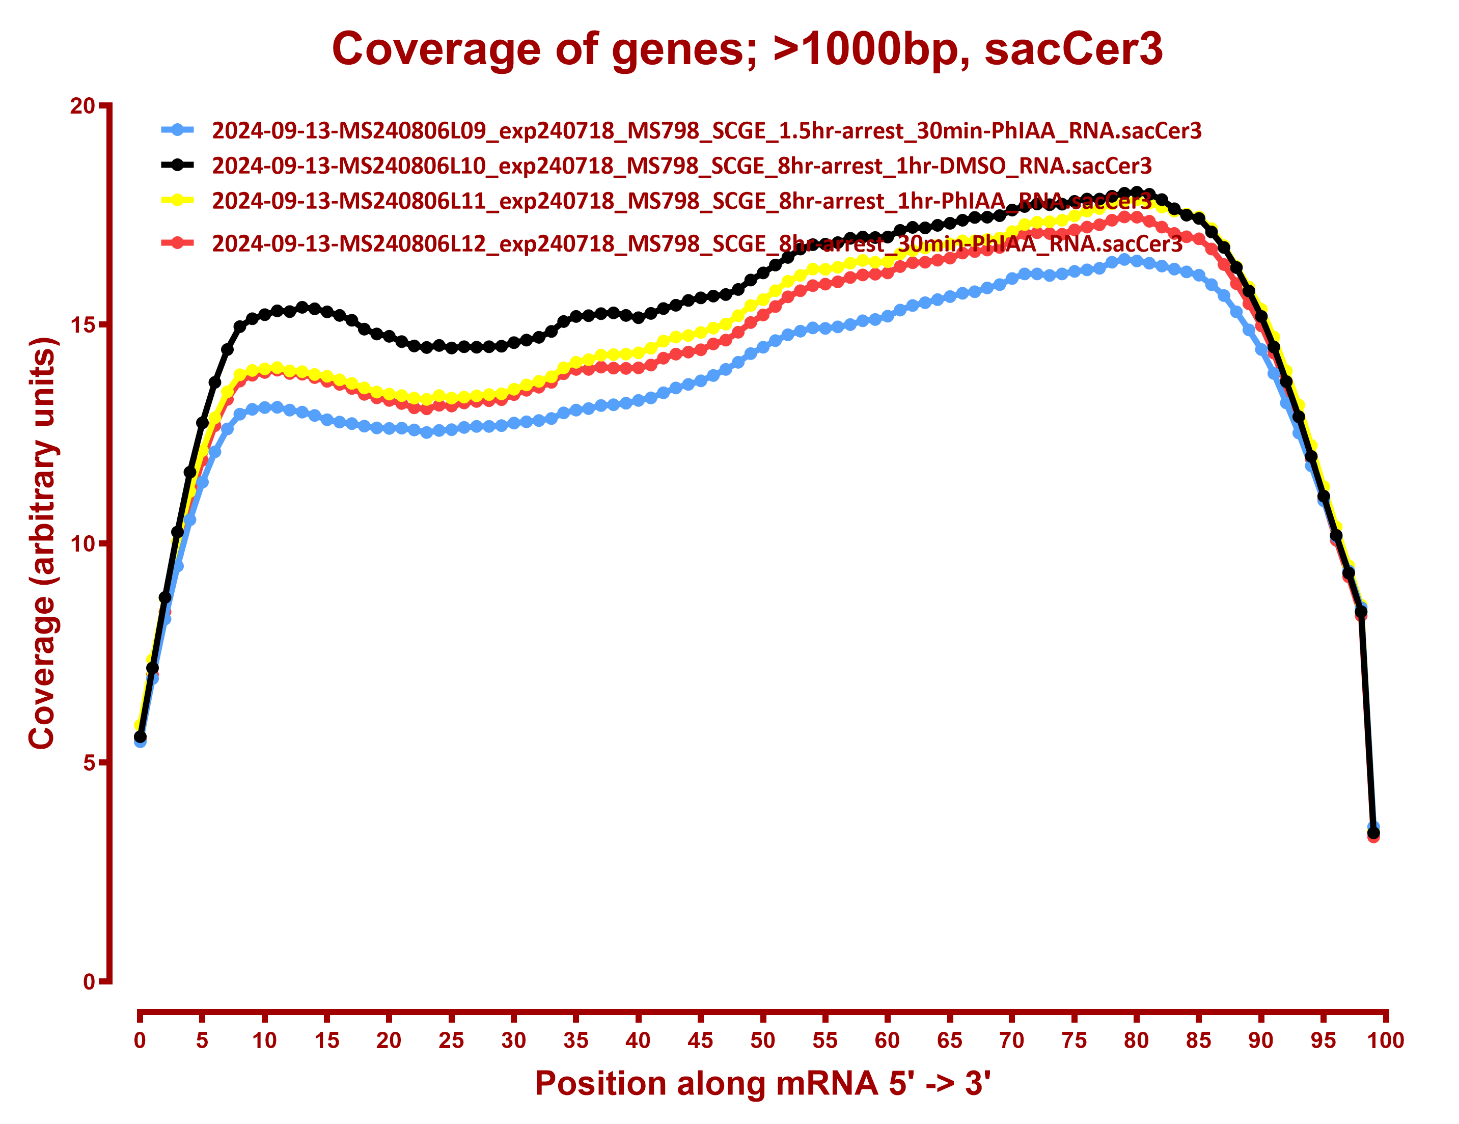 Coverage of genes; >1000bp, sacCer3
20
2024-09-13-MS240806L09_exp240718_MS798_SCGE_1.5hr-arrest_30min-PhIAA_RNA.sacCer3
2024-09-13-MS240806L10_exp240718_MS798_SCGE_8hr-arrest_1hr-DMSO_RNA.sacCer3
2024-09-13-MS240806L11_exp240718_MS798_SCGE_8hr-arrest_1hr-PhIAA_RNA.sacCer3
2024-09-13-MS240806L12_exp240718_MS798_SCGE_8hr-arrest_30min-PhIAA_RNA.sacCer3
15
10
5
0
Coverage (arbitrary units)
0 5 10 15 20 25 30 35 40 45 50 55 60 65 70 75 80 85 90 95 100
Position along mRNA 5' -> 3'